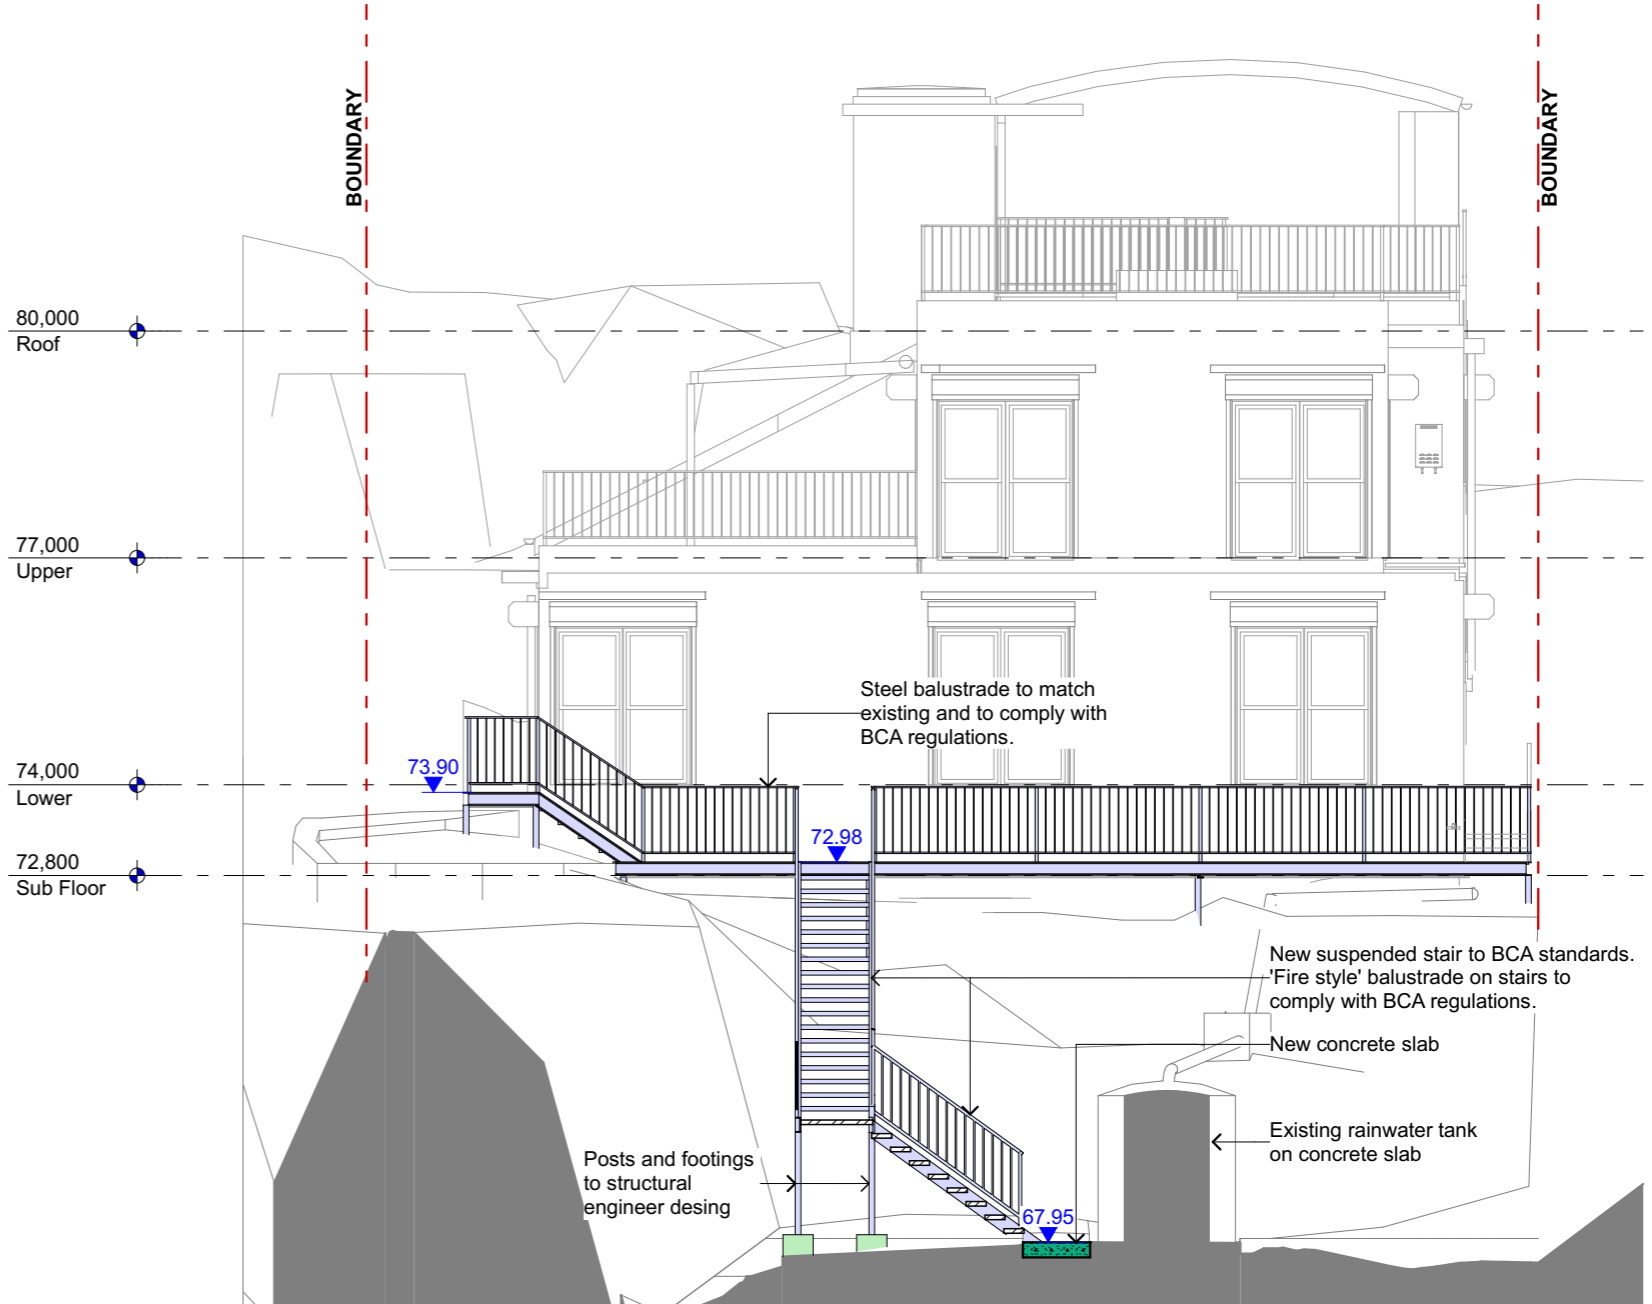 BOUNDARY
BOUNDARY
80,000
Roof
77,000
Upper
Steel balustrade to match
existing and to comply with
BCA regulations.
74,000
Lower
73.90
72.98
72,800
Sub Floor
New suspended stair to BCA standards.
'Fire style' balustrade on stairs to
comply with BCA regulations.
New concrete slab
Existing rainwater tank
on concrete slab
Posts and footings
to structural
engineer desing
67.95